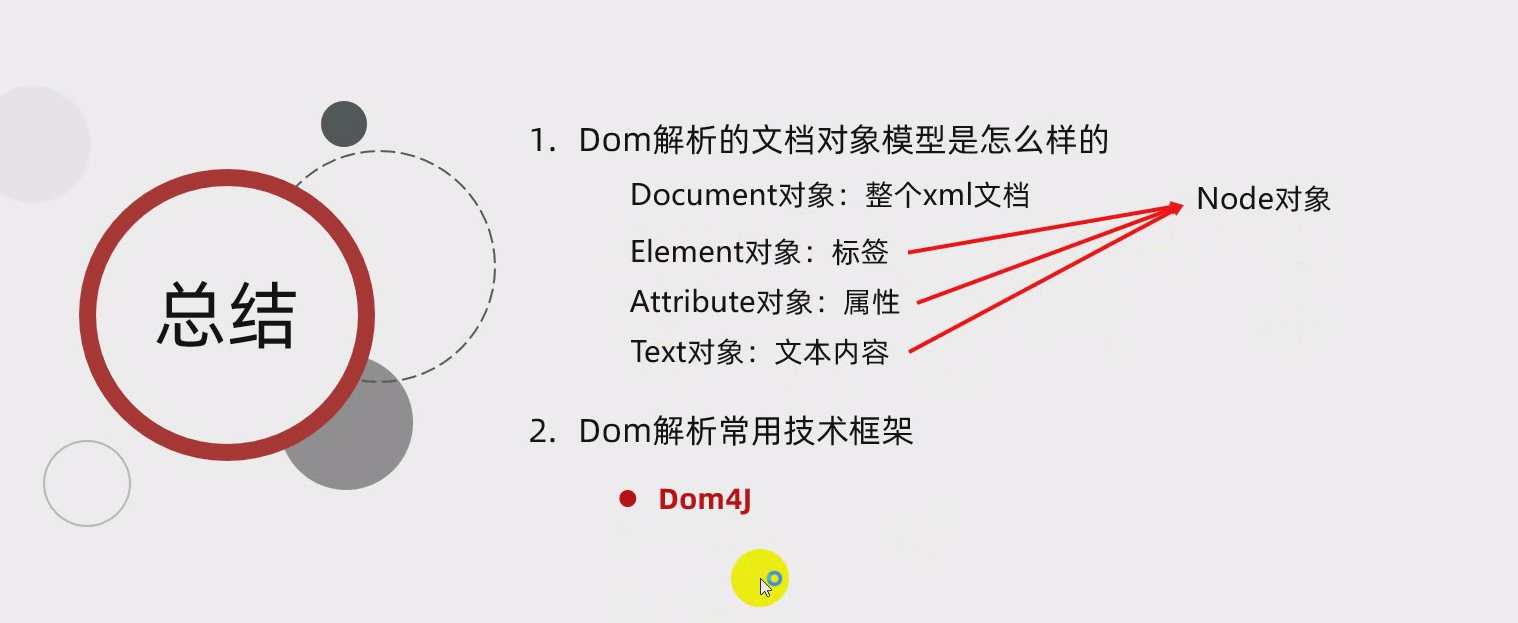 总结
1. Dom解析的文档对象模型是怎么样的
Document对象：整个xml文档
Node对象
Element对象：标签
Attribute对象：属性
Text对象：文本内容
2. Dom解析常用技术框架
Dom4J